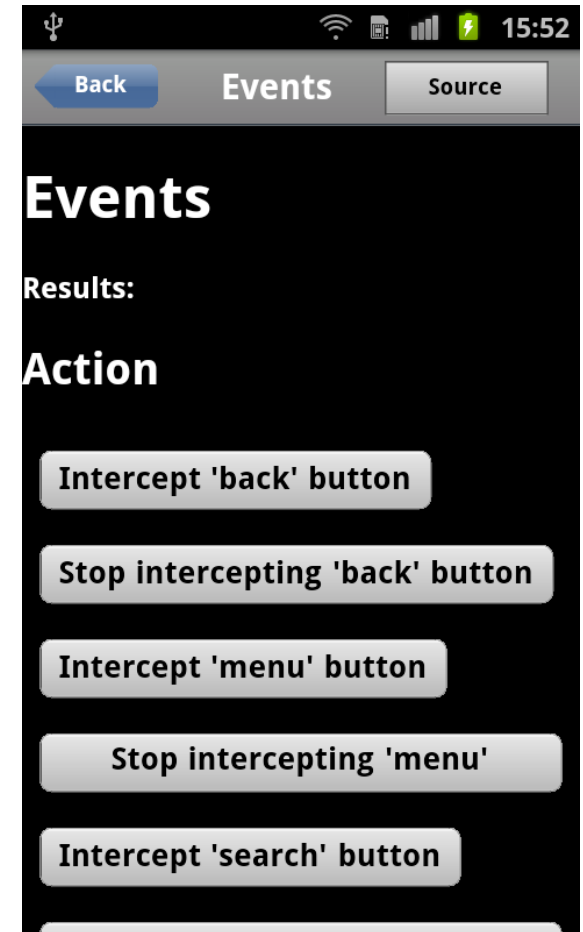 15:52
Back Events Source
Events
Results:
Action
Intercept 'back' button
Stop intercepting 'back' button
Intercept 'menu' button
Stop intercepting 'menu'
Intercept 'search' button